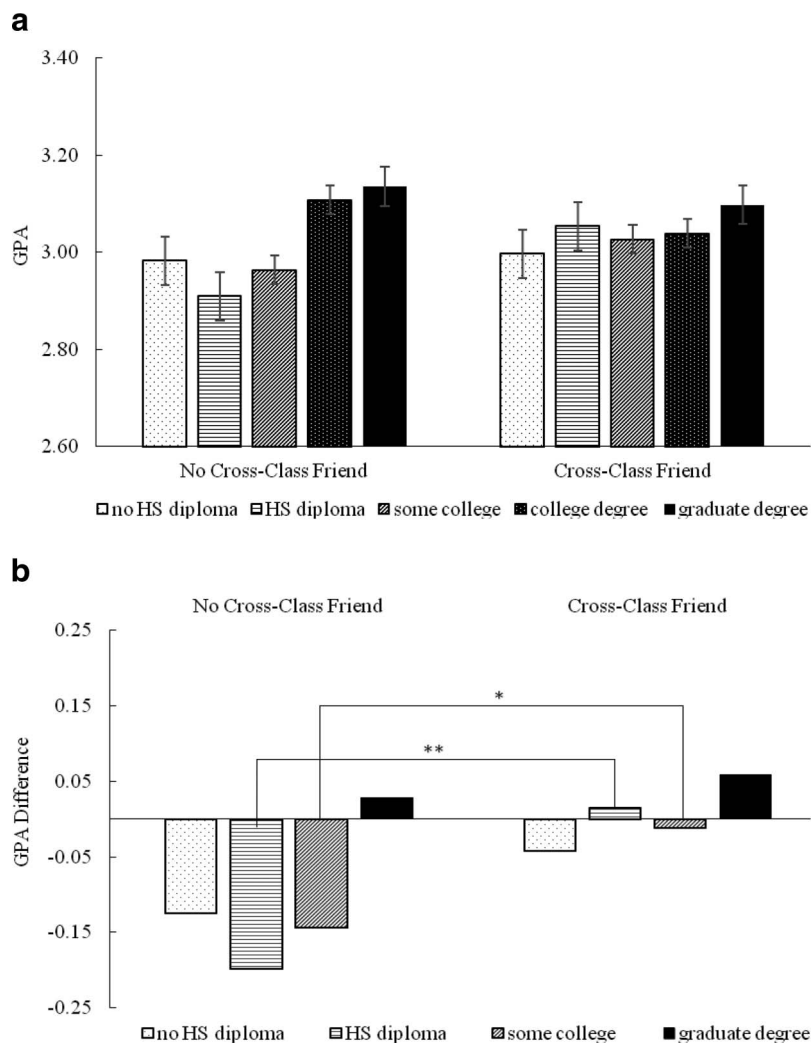 a
3.40
3.20
3.00
2.80
2.60
GPA
No Cross-Class Friend Cross-Class Friend
no HS diploma HS diploma some college college degree graduate degree
b
No Cross-Class Friend Cross-Class Friend
0.25
0.15
0.05
-0.05
-0.15
-0.25
GPA Difference
*
**
no HS diploma HS diploma some college graduate degree